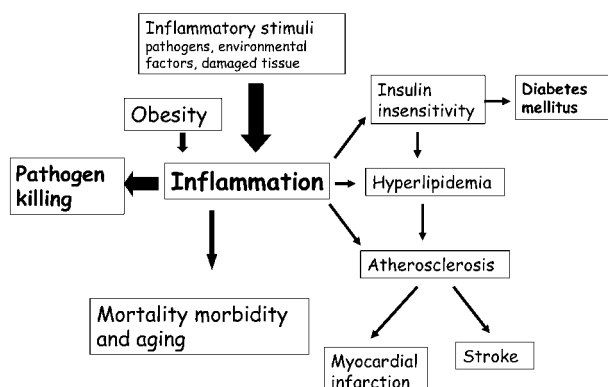 Inflammatory stimuli
pathogens, environmental
factors, damaged tissue
Insulin
insensitivity
Diabetes
mellitus
Obesity
Pathogen
killing
Inflammation
Hyperlipidemia
Atherosclerosis
Mortality morbidity
and aging
Myocardial
infarction
Stroke